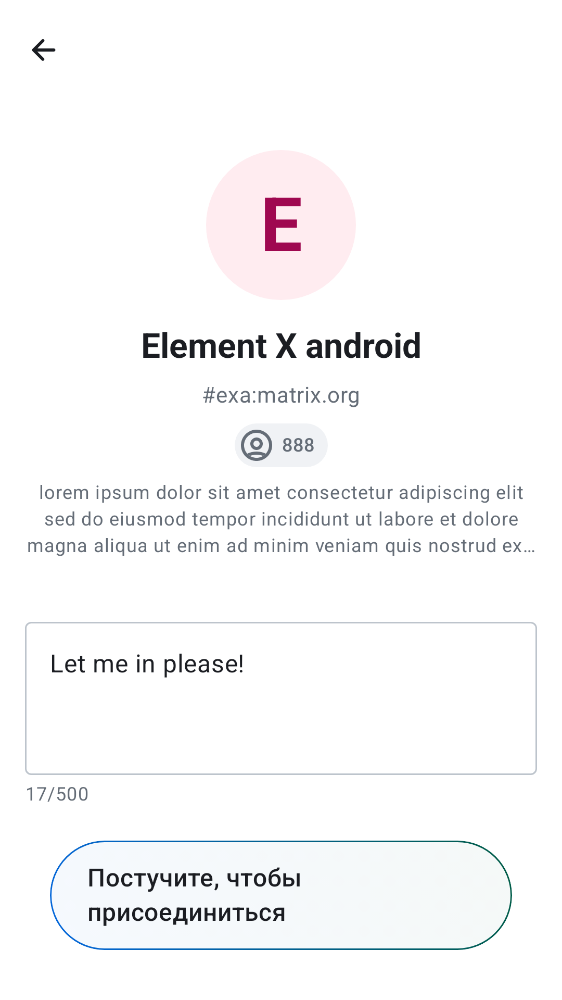 E
Element X android
#exa:matrix.org
888
lorem ipsum dolor sit amet consectetur adipiscing elit
sed do eiusmod tempor incididunt ut labore et dolore
magna aliqua ut enim ad minim veniam quis nostrud ex…
Let me in please!
17/500
Постучите, чтобы
присоединиться